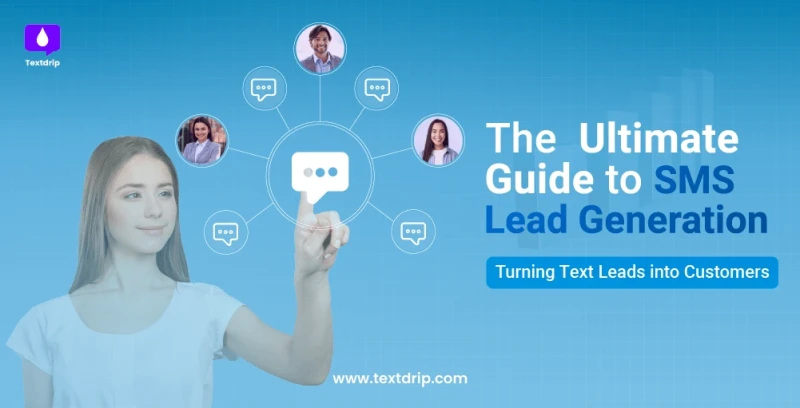 Textdrip
The Ultimate
Guide to SMS
Lead Generation
Turning Text Leads into Customers
www.textdrip.com